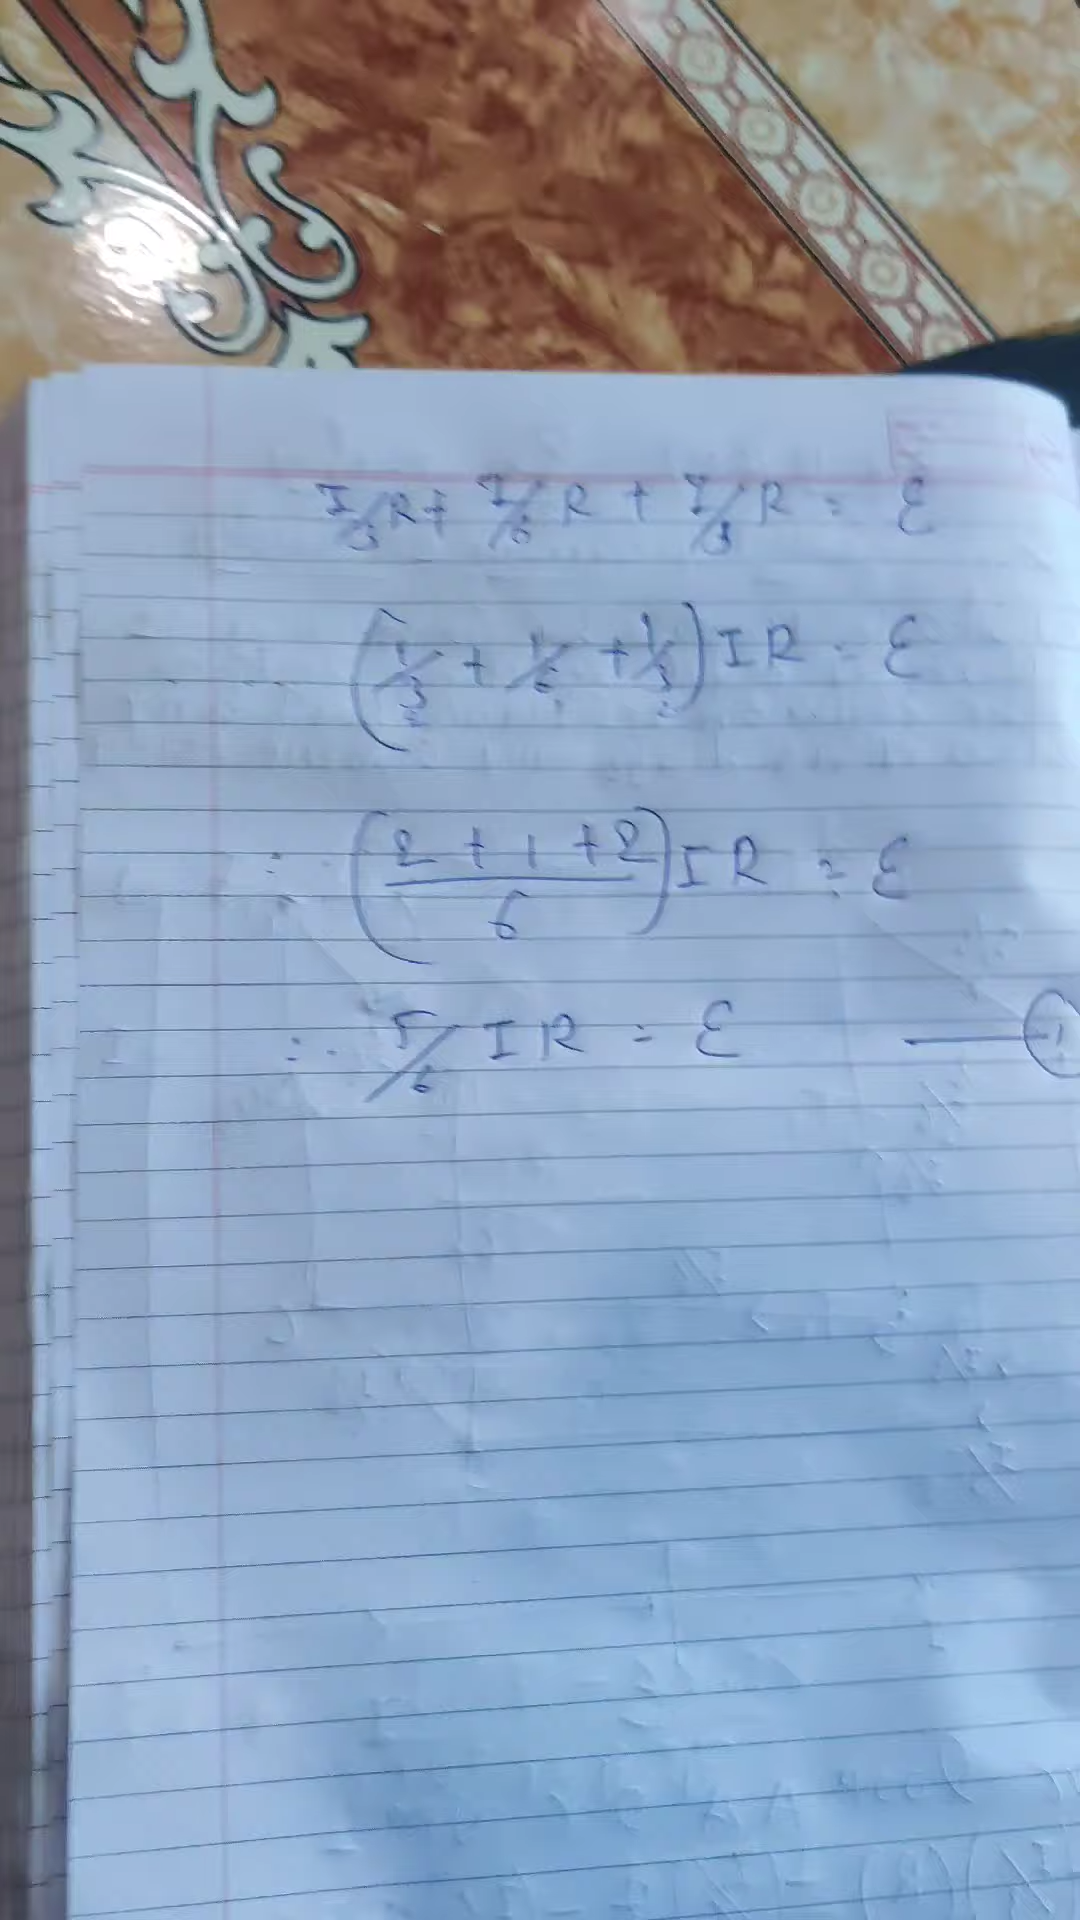 I/3 R + I/6 R + I/3 R = ε
(1/3 + 1/6 + 1/3) IR = ε
∴ (2 + 1 + 2 / 6) IR = ε
∴ 5/6 IR = ε — 1